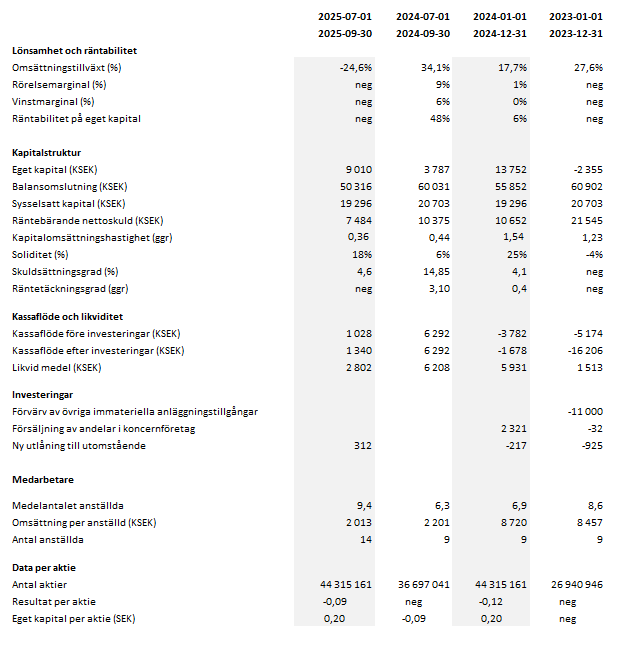 2025-07-01 2024-07-01 2024-01-01 2023-01-01
2025-09-30 2024-09-30 2024-12-31 2023-12-31
Lönsamhet och räntabilitet
Omsättningstillväxt (%) -24,6% 34,1% 17,7% 27,6%
Rörelsemarginal (%) neg 9% 1% neg
Vinstmarginal (%) neg 6% 0% neg
Räntabilitet på eget kapital neg 48% 6% neg
Kapitalstruktur
Eget kapital (KSEK) 9 010 3 787 13 752 -2 355
Balansomslutning (KSEK) 50 316 60 031 55 852 60 902
Sysselsatt kapital (KSEK) 19 296 20 703 19 296 20 703
Räntebärande nettoskuld (KSEK) 7 484 10 375 10 652 21 545
Kapitalomsättningshastighet (ggr) 0,36 0,44 1,54 1,23
Soliditet (%) 18% 6% 25% -4%
Skuldsättningsgrad (%) 4,6 14,85 4,1 neg
Räntetäckningsgrad (ggr) neg 3,10 0,4 neg
Kassaflöde och likviditet
Kassaflöde före investeringar (KSEK) 1 028 6 292 -3 782 -5 174
Kassaflöde efter investeringar (KSEK) 1 340 6 292 -1 678 -16 206
Likvid medel (KSEK) 2 802 6 208 5 931 1 513
Investeringar
Förvärv av övriga immateriella anläggningstillgångar -11 000
Försäljning av andelar i koncernföretag 2 321 -32
Ny utlåning till utomstående 312 -217 -925
Medarbetare
Medelantalet anställda 9,4 6,3 6,9 8,6
Omsättning per anställd (KSEK) 2 013 2 201 8 720 8 457
Antal anställda 14 9 9 9
Data per aktie
Antal aktier 44 315 161 36 697 041 44 315 161 26 940 946
Resultat per aktie -0,09 neg -0,12 neg
Eget kapital per aktie (SEK) 0,20 -0,09 0,20 neg